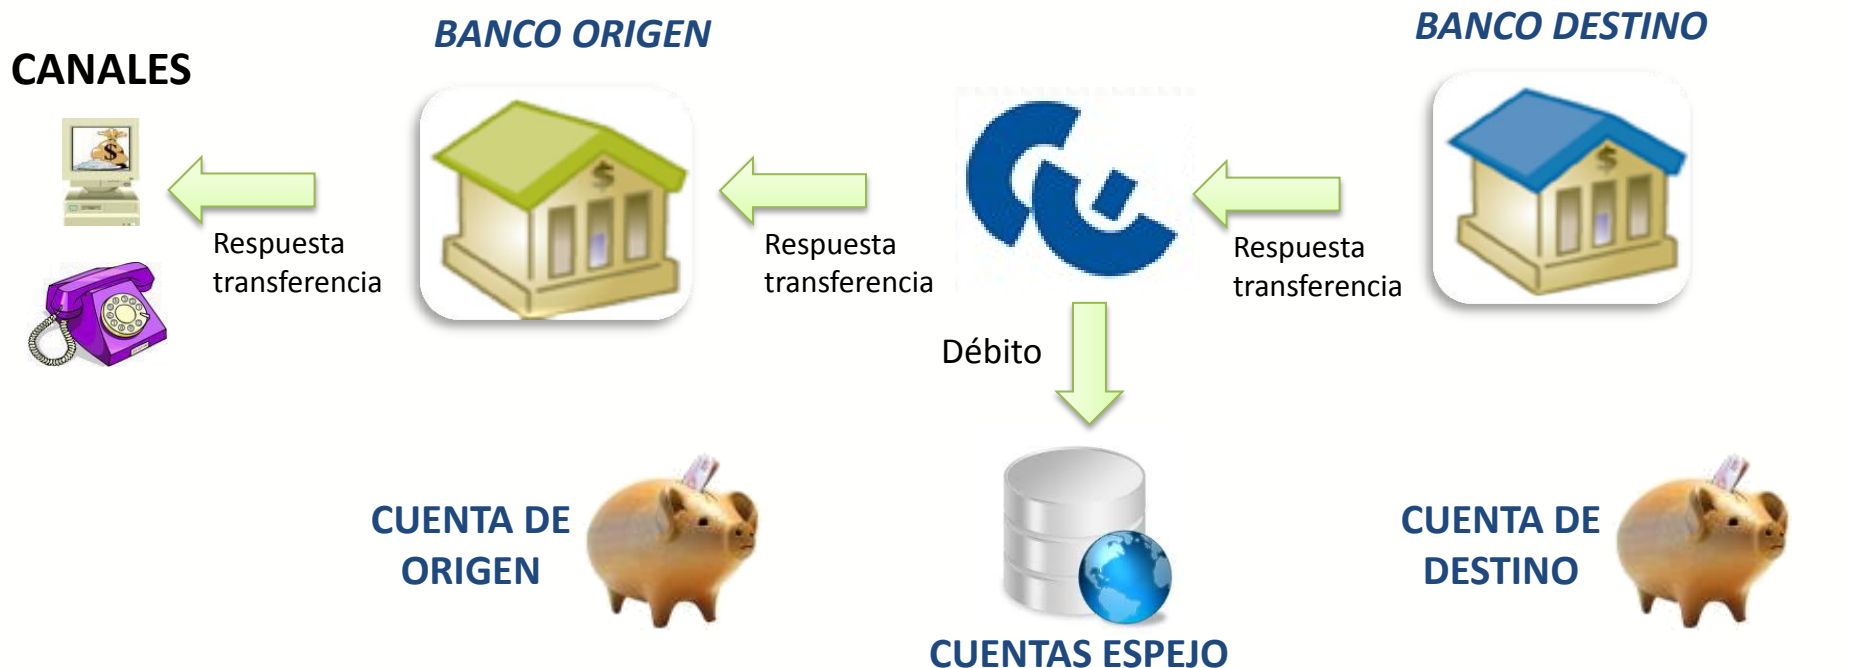 BANCO ORIGEN
BANCO DESTINO
CANALES
Respuesta
transferencia
Respuesta
transferencia
Respuesta
transferencia
Débito
CUENTA DE
ORIGEN
CUENTA DE
DESTINO
CUENTAS ESPEJO